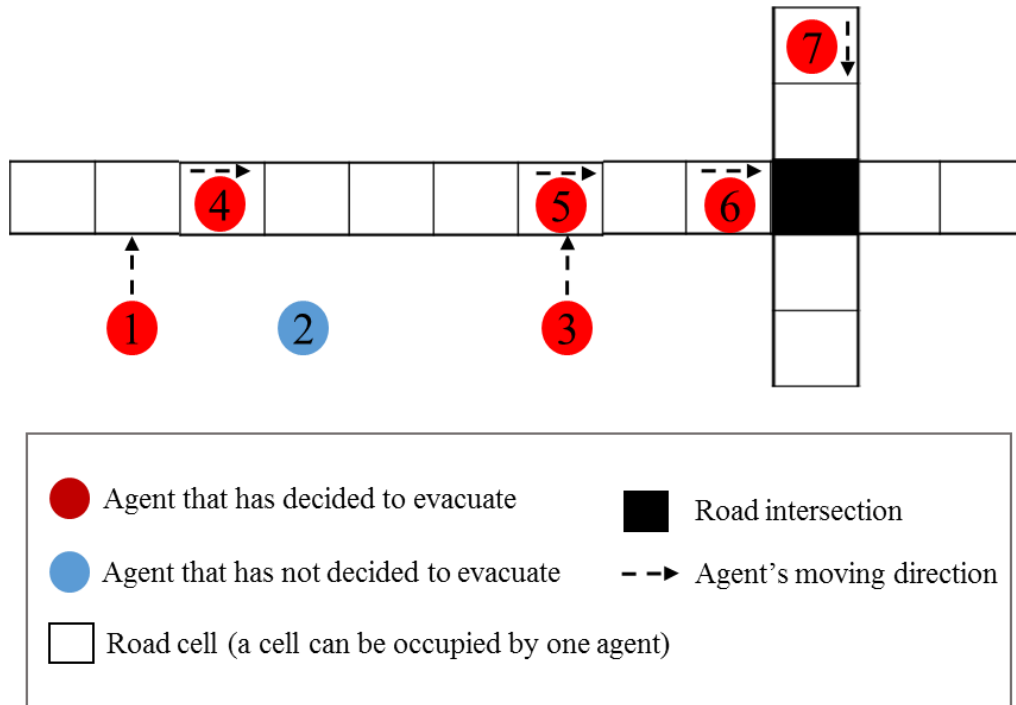 7
4
5
6
1
2
3
Agent that has decided to evacuate
Road intersection
Agent that has not decided to evacuate
Agent’s moving direction
Road cell (a cell can be occupied by one agent)